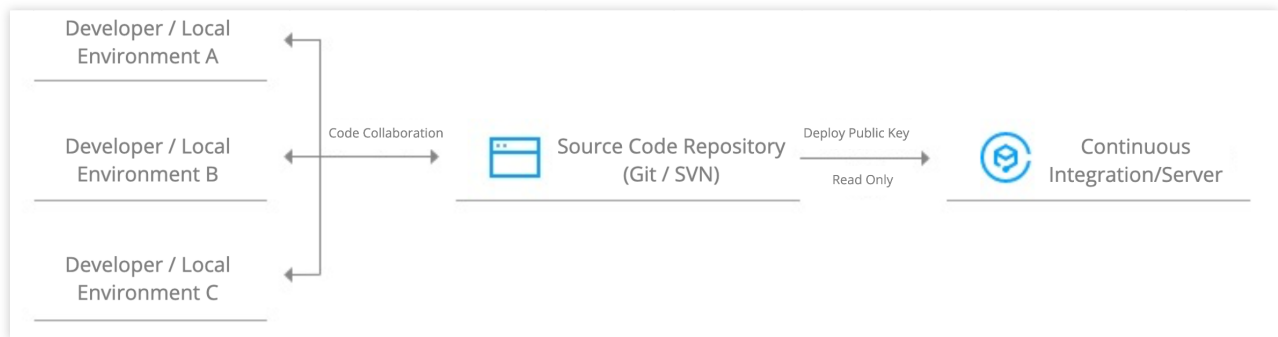 Developer / Local
Environment A
Developer / Local
Environment B
Developer / Local
Environment C
Code Collaboration
Source Code Repository
(Git / SVN)
Deploy Public Key
Read Only
Continuous
Integration/Server